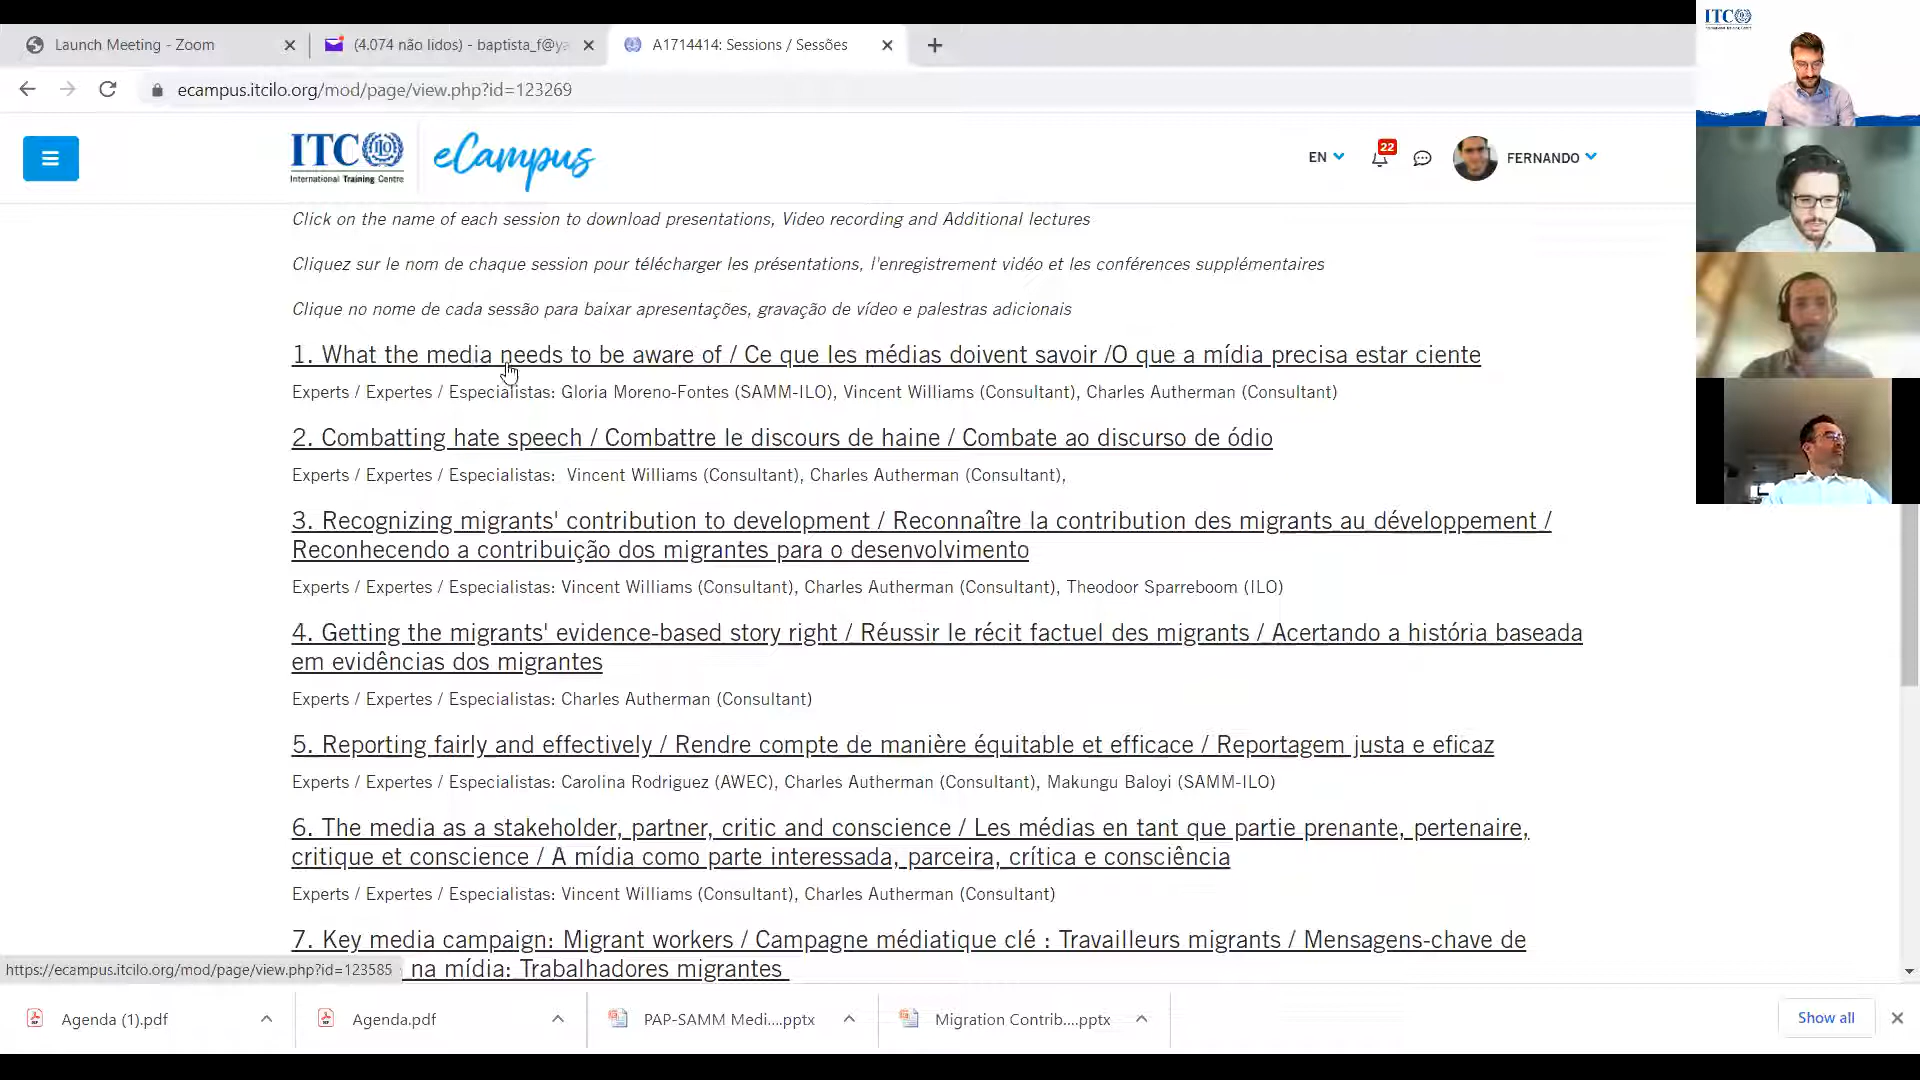 Launch Meeting - Zoom
(4.074 não lidos) - baptista_f@ya
A1714414: Sessions / Sessões
ITCO
ecampus.itcilo.org/mod/page/view.php?id=123269
ITC ILO
International Training Centre
eCampus
EN
22
FERNANDO
Click on the name of each session to download presentations, Video recording and Additional lectures
Cliquez sur le nom de chaque session pour télécharger les présentations, l'enregistrement vidéo et les conférences supplémentaires
Clique no nome de cada sessão para baixar apresentações, gravação de vídeo e palestras adicionais
1. What the media needs to be aware of / Ce que les médias doivent savoir /O que a mídia precisa estar ciente
Experts / Expertes / Especialistas: Gloria Moreno-Fontes (SAMM-ILO), Vincent Williams (Consultant), Charles Autherman (Consultant)
2. Combatting hate speech / Combattre le discours de haine / Combate ao discurso de ódio
Experts / Expertes / Especialistas:  Vincent Williams (Consultant), Charles Autherman (Consultant),
3. Recognizing migrants' contribution to development / Reconnaître la contribution des migrants au développement /
Reconhecendo a contribuição dos migrantes para o desenvolvimento
Experts / Expertes / Especialistas: Vincent Williams (Consultant), Charles Autherman (Consultant), Theodoor Sparreboom (ILO)
4. Getting the migrants' evidence-based story right / Réussir le récit factuel des migrants / Acertando a história baseada
em evidências dos migrantes
Experts / Expertes / Especialistas: Charles Autherman (Consultant)
5. Reporting fairly and effectively / Rendre compte de manière équitable et efficace / Reportagem justa e eficaz
Experts / Expertes / Especialistas: Carolina Rodriguez (AWEC), Charles Autherman (Consultant), Makungu Baloyi (SAMM-ILO)
6. The media as a stakeholder, partner, critic and conscience / Les médias en tant que partie prenante, pertenaire,
critique et conscience / A mídia como parte interessada, parceira, crítica e consciência
Experts / Expertes / Especialistas: Vincent Williams (Consultant), Charles Autherman (Consultant)
7. Key media campaign: Migrant workers / Campagne médiatique clé : Travailleurs migrants / Mensagens-chave de
na mídia: Trabalhadores migrantes
https://ecampus.itcilo.org/mod/page/view.php?id=123585
Agenda (1).pdf
Agenda.pdf
PAP-SAMM Medi....pptx
Migration Contrib....pptx
Show all